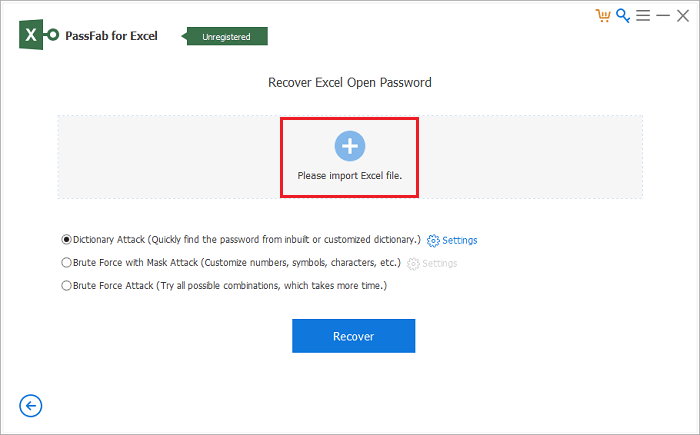 X PassFab for Excel Unregistered
Recover Excel Open Password
Please import Excel file.
Dictionary Attack (Quickly find the password from inbuilt or customized dictionary.) Settings
Brute Force with Mask Attack (Customize numbers, symbols, characters, etc.) Settings
Brute Force Attack (Try all possible combinations, which takes more time.)
Recover